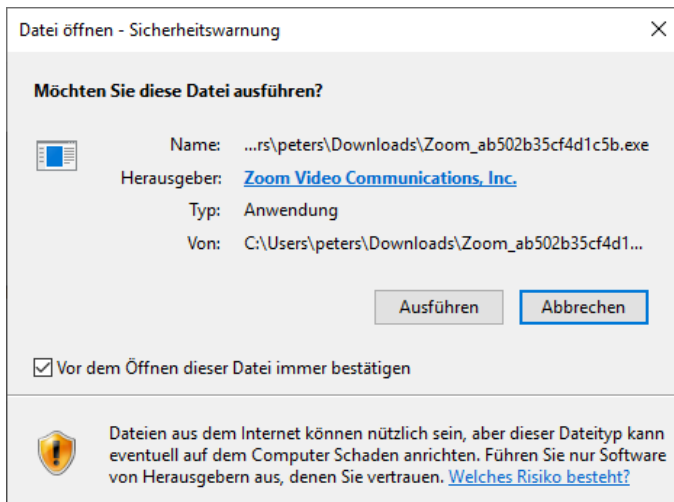 Datei öffnen - Sicherheitswarnung
Möchten Sie diese Datei ausführen?
Name: ...rs\peters\Downloads\Zoom_ab502b35cf4d1c5b.exe
Herausgeber: Zoom Video Communications, Inc.
Typ: Anwendung
Von: C:\Users\peters\Downloads\Zoom_ab502b35cf4d1...
Ausführen Abbrechen
Vor dem Öffnen dieser Datei immer bestätigen
Dateien aus dem Internet können nützlich sein, aber dieser Dateityp kann
eventuell auf dem Computer Schaden anrichten. Führen Sie nur Software
von Herausgebern aus, denen Sie vertrauen. Welches Risiko besteht?